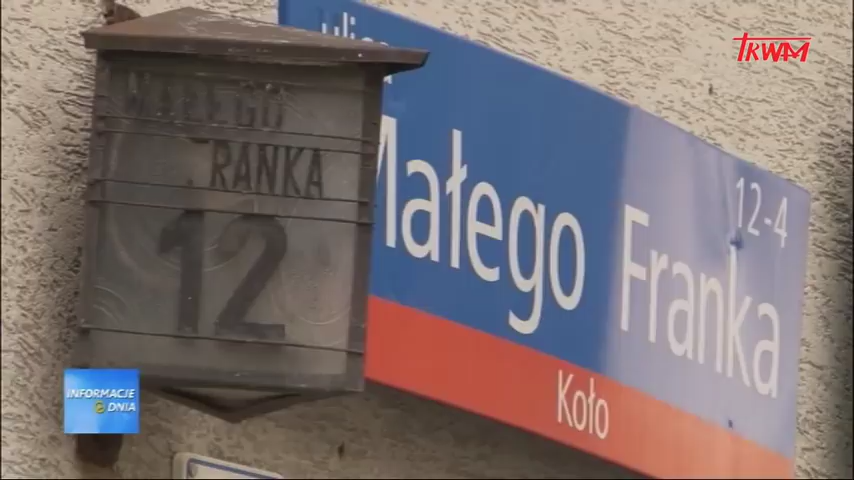 TRWAM
MAŁEGO
FRANKA
12
ulica
Małego Franka
12-4
Koło
INFORMACJE
DNIA